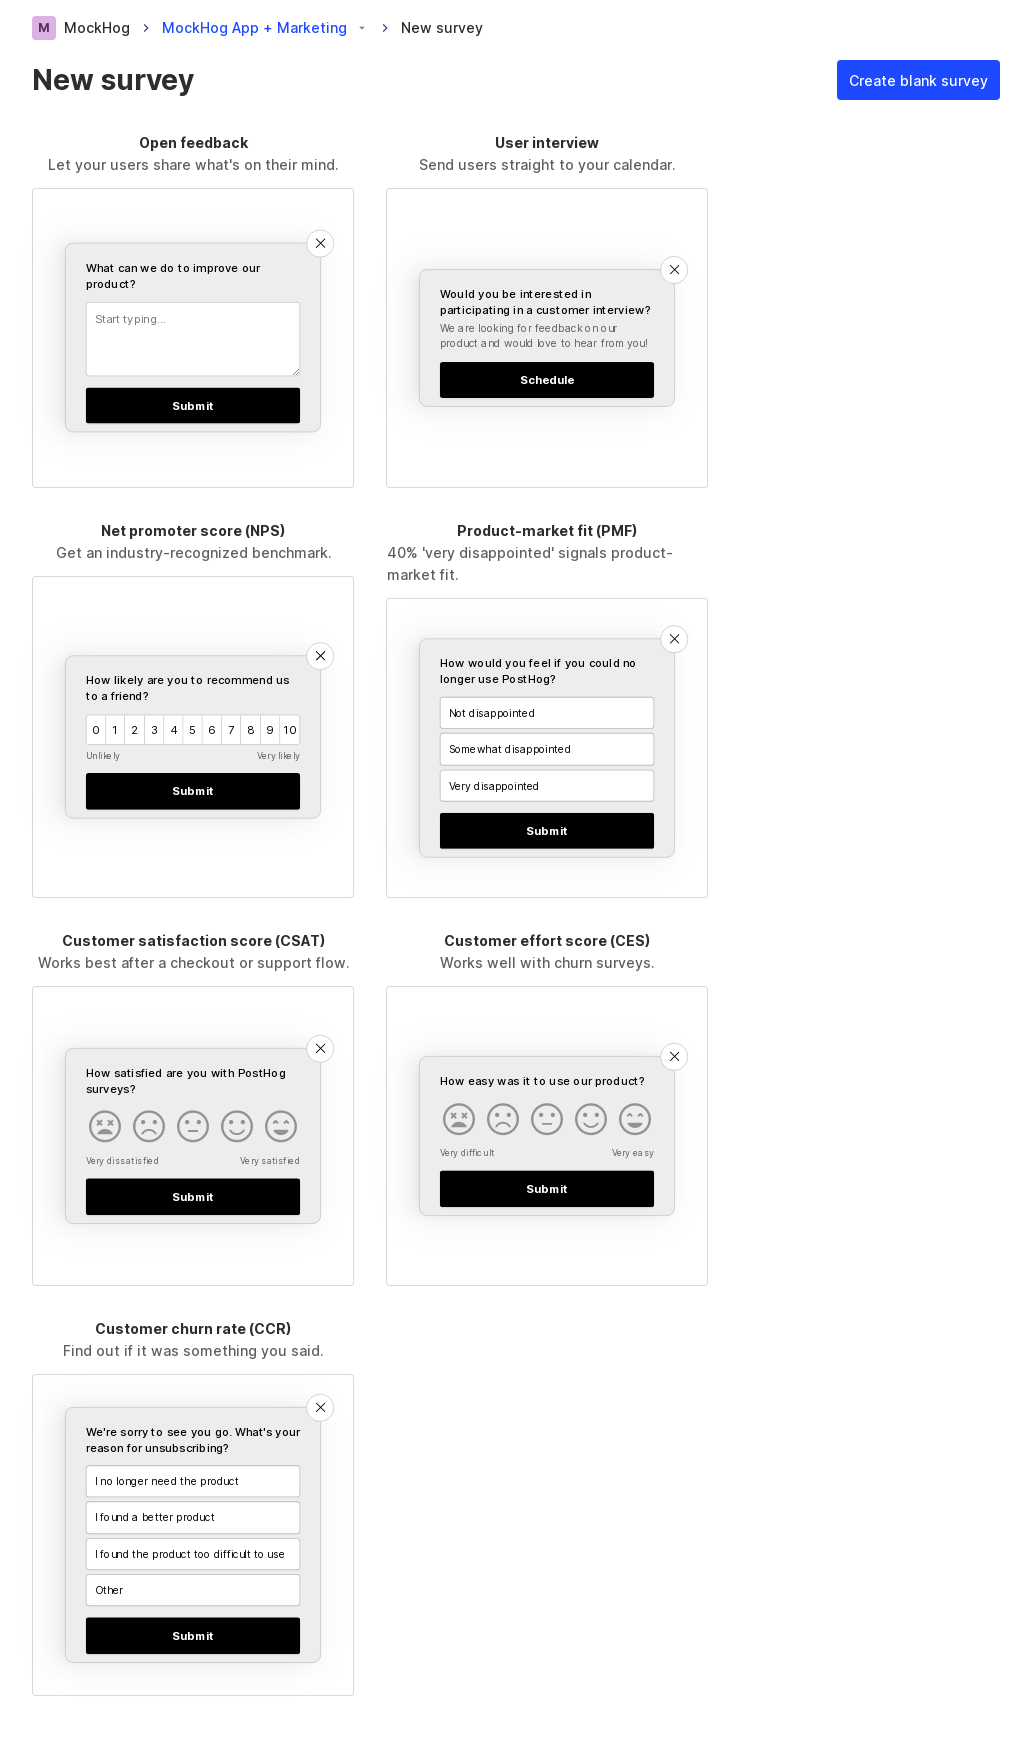 M MockHog MockHog App + Marketing New survey
New survey
Create blank survey
Open feedback
Let your users share what's on their mind.
What can we do to improve our
product?
Start typing...
Submit
User interview
Send users straight to your calendar.
Would you be interested in
participating in a customer interview?
We are looking for feedback on our
product and would love to hear from you!
Schedule
Net promoter score (NPS)
Get an industry-recognized benchmark.
How likely are you to recommend us
to a friend?
0 1 2 3 4 5 6 7 8 9 10
Unlikely Very likely
Submit
Product-market fit (PMF)
40% 'very disappointed' signals product-
market fit.
How would you feel if you could no
longer use PostHog?
Not disappointed
Somewhat disappointed
Very disappointed
Submit
Customer satisfaction score (CSAT)
Works best after a checkout or support flow.
How satisfied are you with PostHog
surveys?
Very dissatisfied Very satisfied
Submit
Customer effort score (CES)
Works well with churn surveys.
How easy was it to use our product?
Very difficult Very easy
Submit
Customer churn rate (CCR)
Find out if it was something you said.
We're sorry to see you go. What's your
reason for unsubscribing?
I no longer need the product
I found a better product
I found the product too difficult to use
Other
Submit